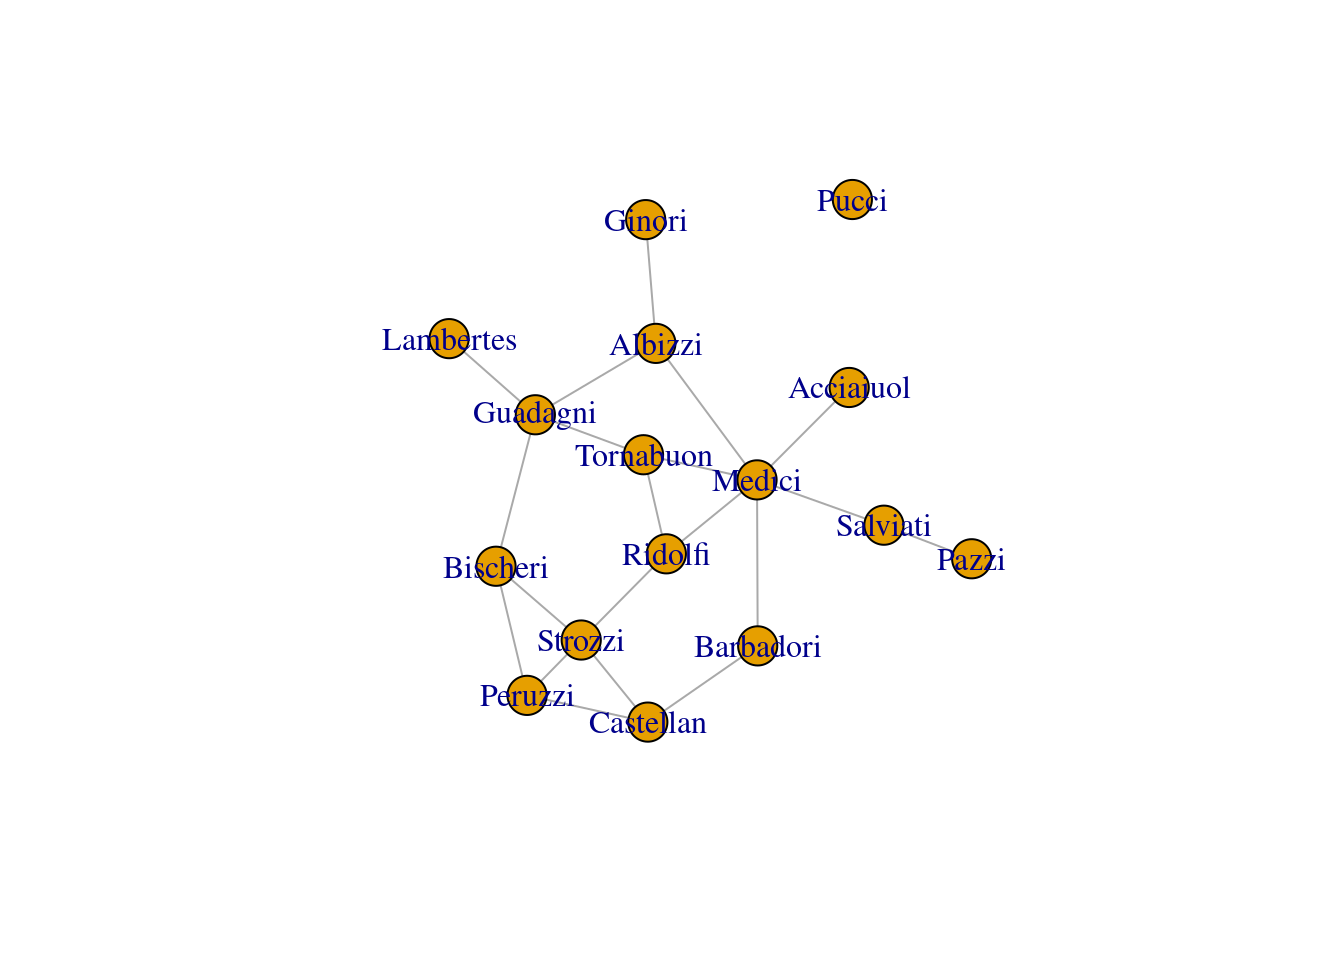 Pucci
Ginori
Lambertes
Albizzi
Acciaiuol
Guadagni
Tornabuon
Medici
Salviati
Ridolfi
Pazzi
Bischeri
Strozzi
Barbadori
Peruzzi
Castellan